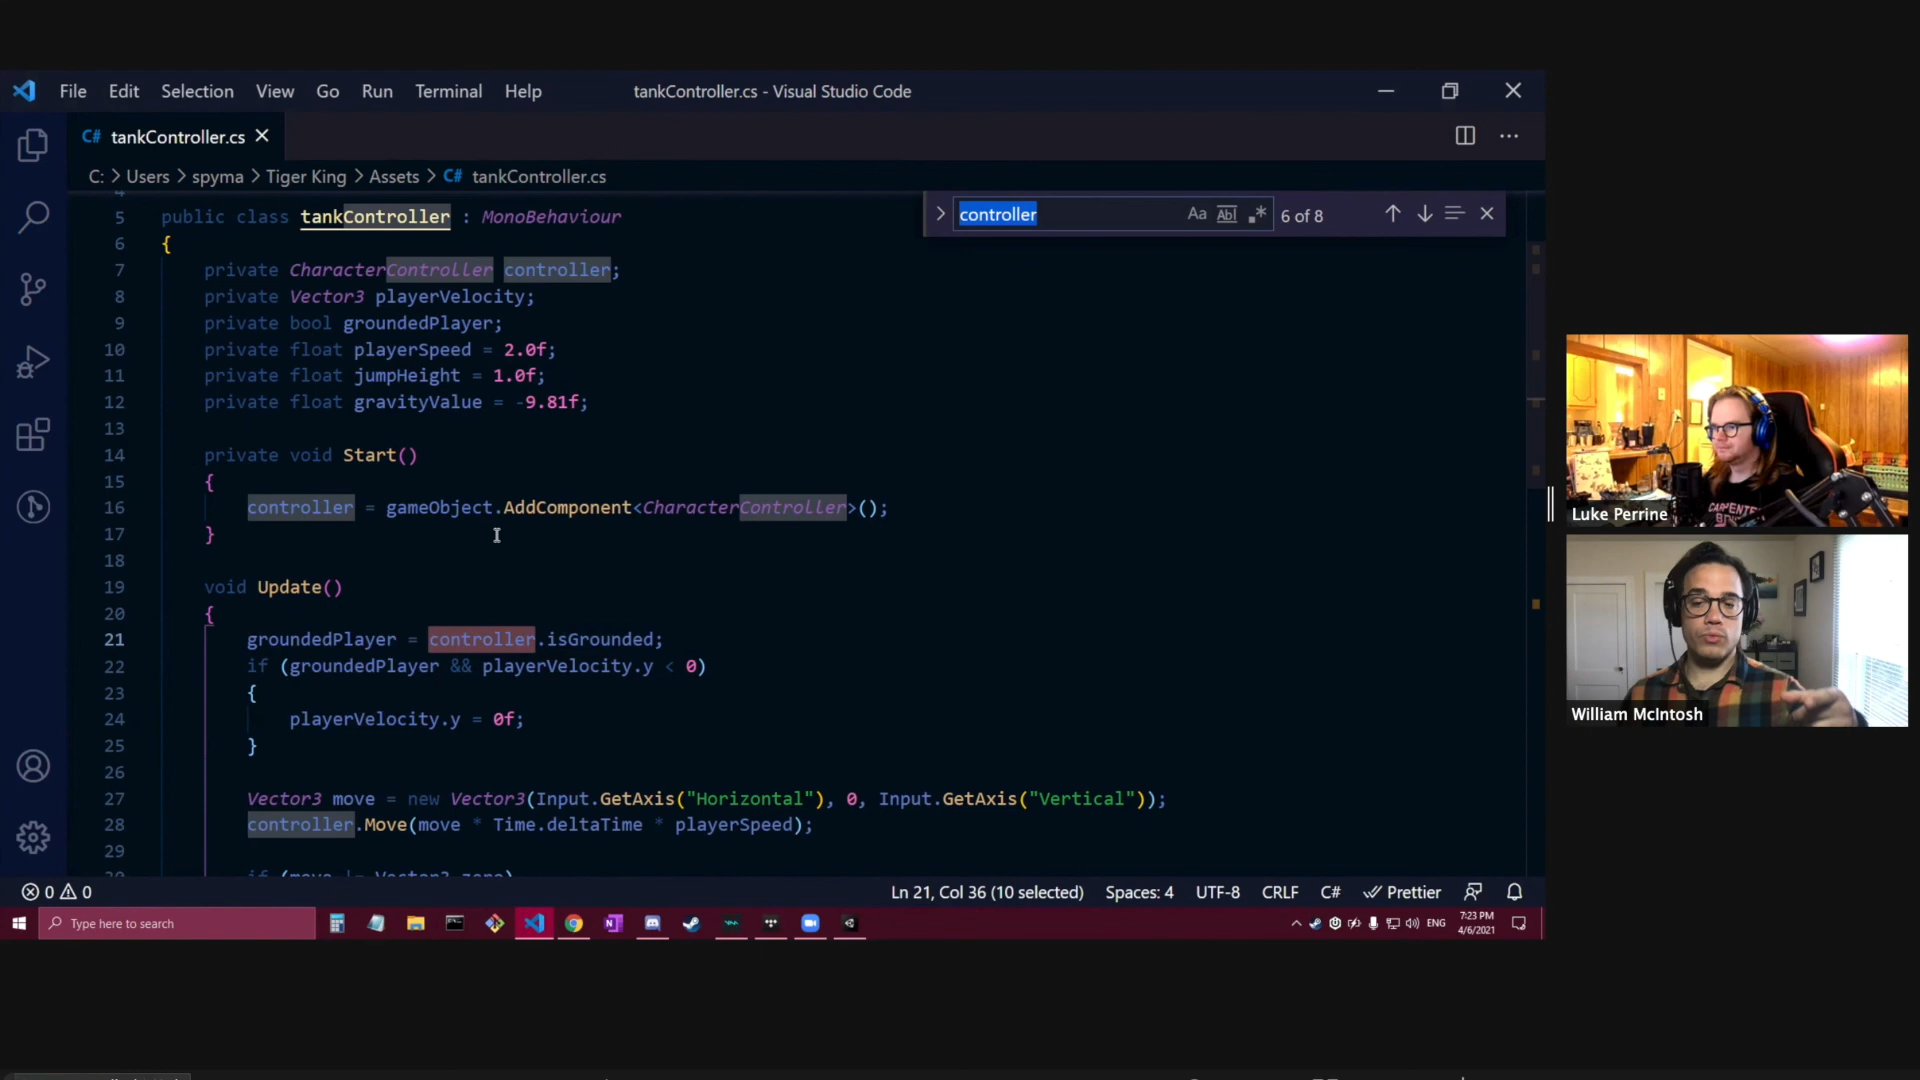 File Edit Selection View Go Run Terminal Help tankController.cs - Visual Studio Code
C# tankController.cs
C: > Users > spyma > Tiger King > Assets > C# tankController.cs
controller Aa Abl .* 6 of 8
5 public class tankController : MonoBehaviour
6 {
7 private CharacterController controller;
8 private Vector3 playerVelocity;
9 private bool groundedPlayer;
10 private float playerSpeed = 2.0f;
11 private float jumpHeight = 1.0f;
12 private float gravityValue = -9.81f;
13
14 private void Start()
15 {
16 controller = gameObject.AddComponent<CharacterController>();
17 }
18
19 void Update()
20 {
21 groundedPlayer = controller.isGrounded;
22 if (groundedPlayer && playerVelocity.y < 0)
23 {
24 playerVelocity.y = 0f;
25 }
26
27 Vector3 move = new Vector3(Input.GetAxis("Horizontal"), 0, Input.GetAxis("Vertical"));
28 controller.Move(move * Time.deltaTime * playerSpeed);
29
0 0 Ln 21, Col 36 (10 selected) Spaces: 4 UTF-8 CRLF C# Prettier
Type here to search ENG 7:23 PM
4/6/2021
Luke Perrine
William McIntosh